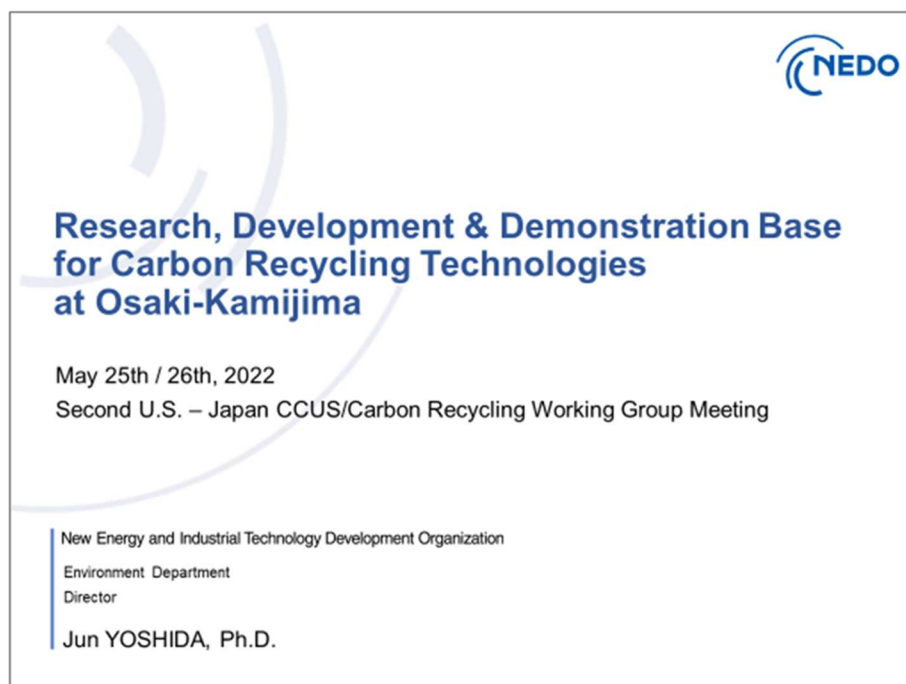 NEDO
Research, Development & Demonstration Base
for Carbon Recycling Technologies
at Osaki-Kamijima
May 25th / 26th, 2022
Second U.S. – Japan CCUS/Carbon Recycling Working Group Meeting
New Energy and Industrial Technology Development Organization
Environment Department
Director
Jun YOSHIDA, Ph.D.